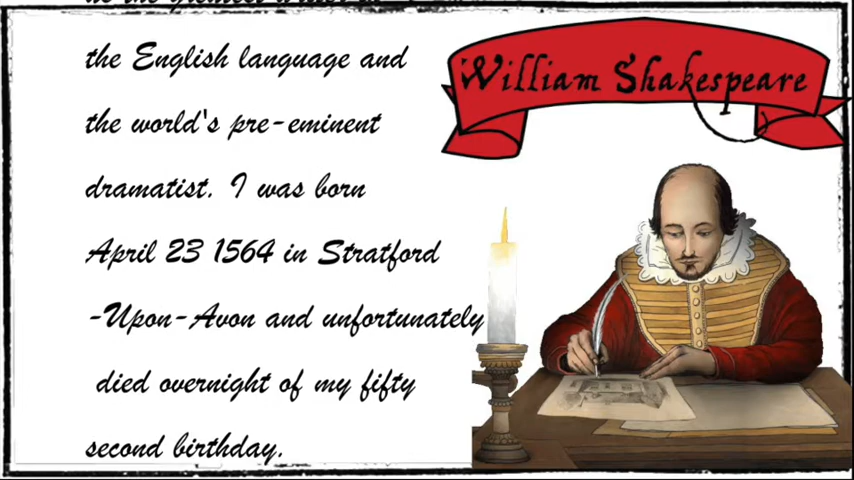 the English language and
the world's pre-eminent
dramatist. I was born
April 23 1564 in Stratford
-Upon-Avon and unfortunately
died overnight of my fifty
second birthday.
William Shakespeare